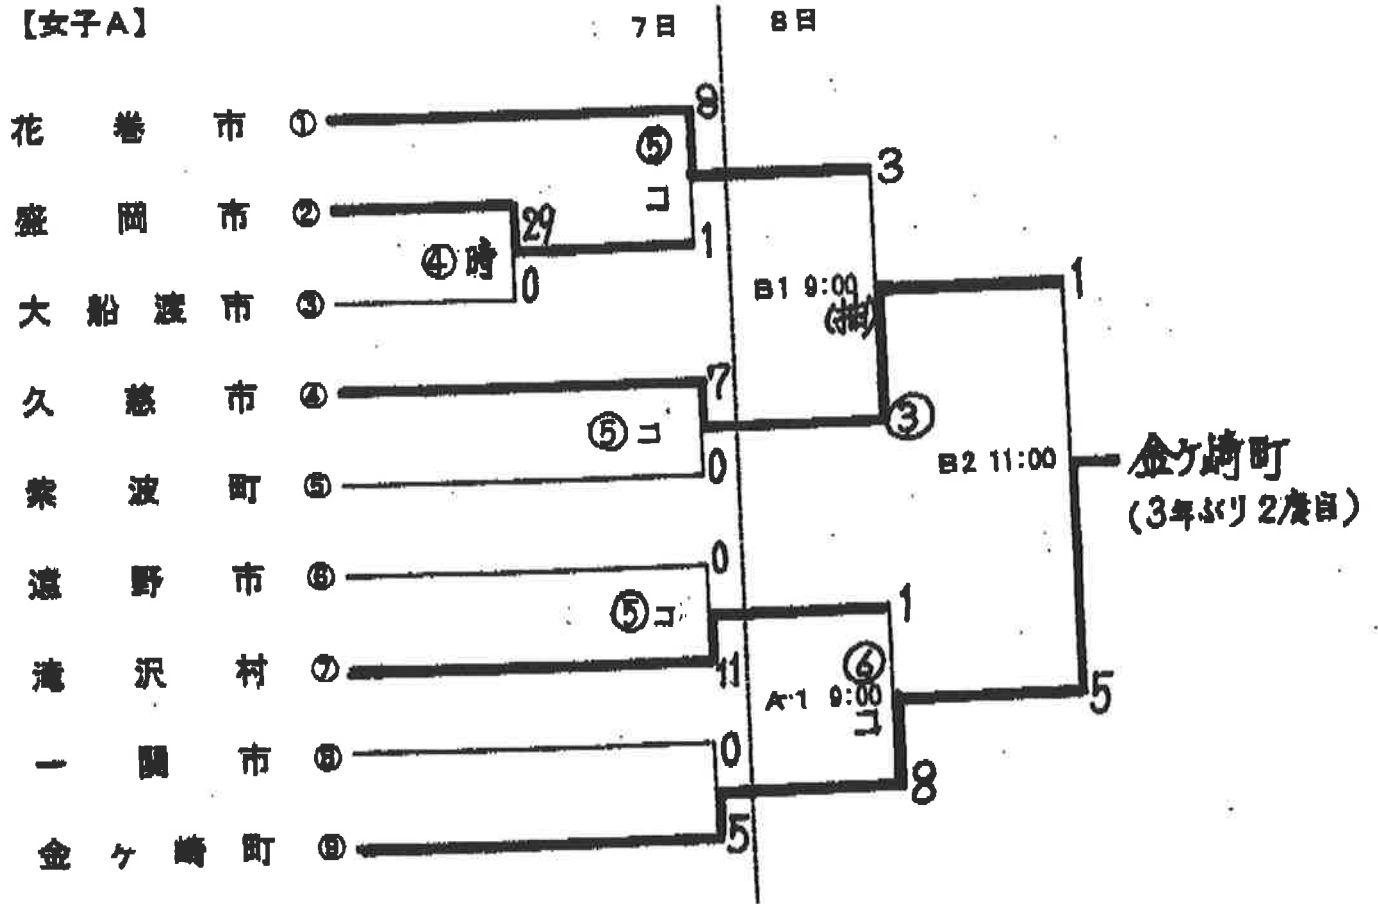 【女子A】 7日 8日
花巻市 ① 8
⑤
コ
3
盛岡市 ② 29
④時
1
大船渡市 ③ 0
B1 9:00
(抽)
1
久慈市 ④ 7
⑤コ
③
紫波町 ⑤ 0
B2 11:00
金ヶ崎町
(3年ぶり2度目)
遠野市 ⑥ 0
⑤コ
1
滝沢村 ⑦ 11
⑥
A1 9:00
コ
5
一関市 ⑧ 0
8
金ヶ崎町 ⑨ 5